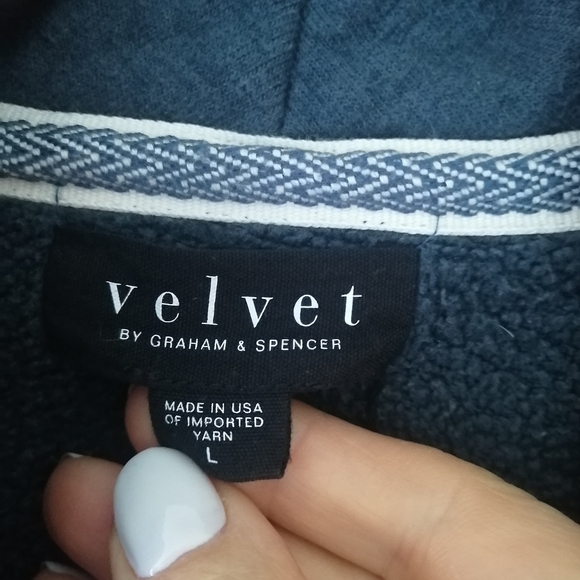 velvet
BY GRAHAM & SPENCER
MADE IN USA
OF IMPORTED
YARN
L